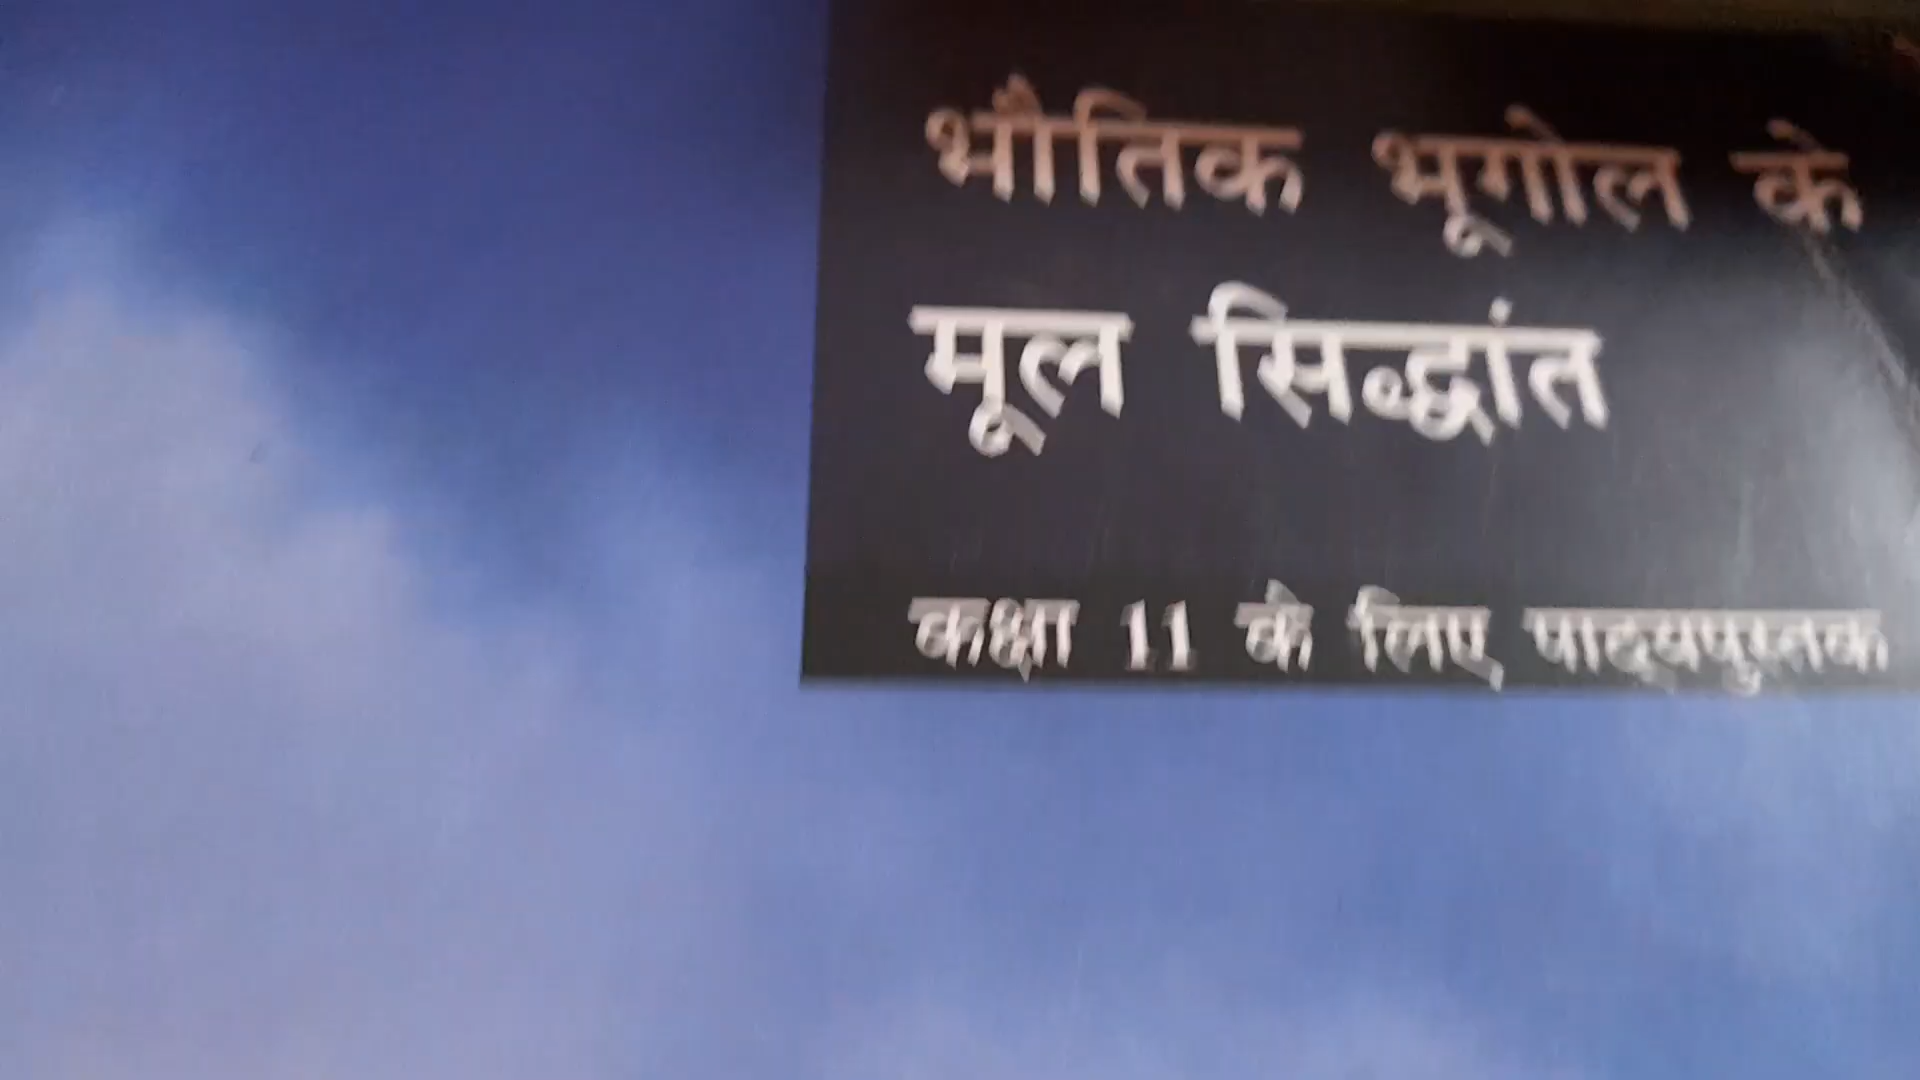 भौतिक भूगोल के
मूल सिद्धांत
कक्षा 11 के लिए पाठ्यपुस्तक